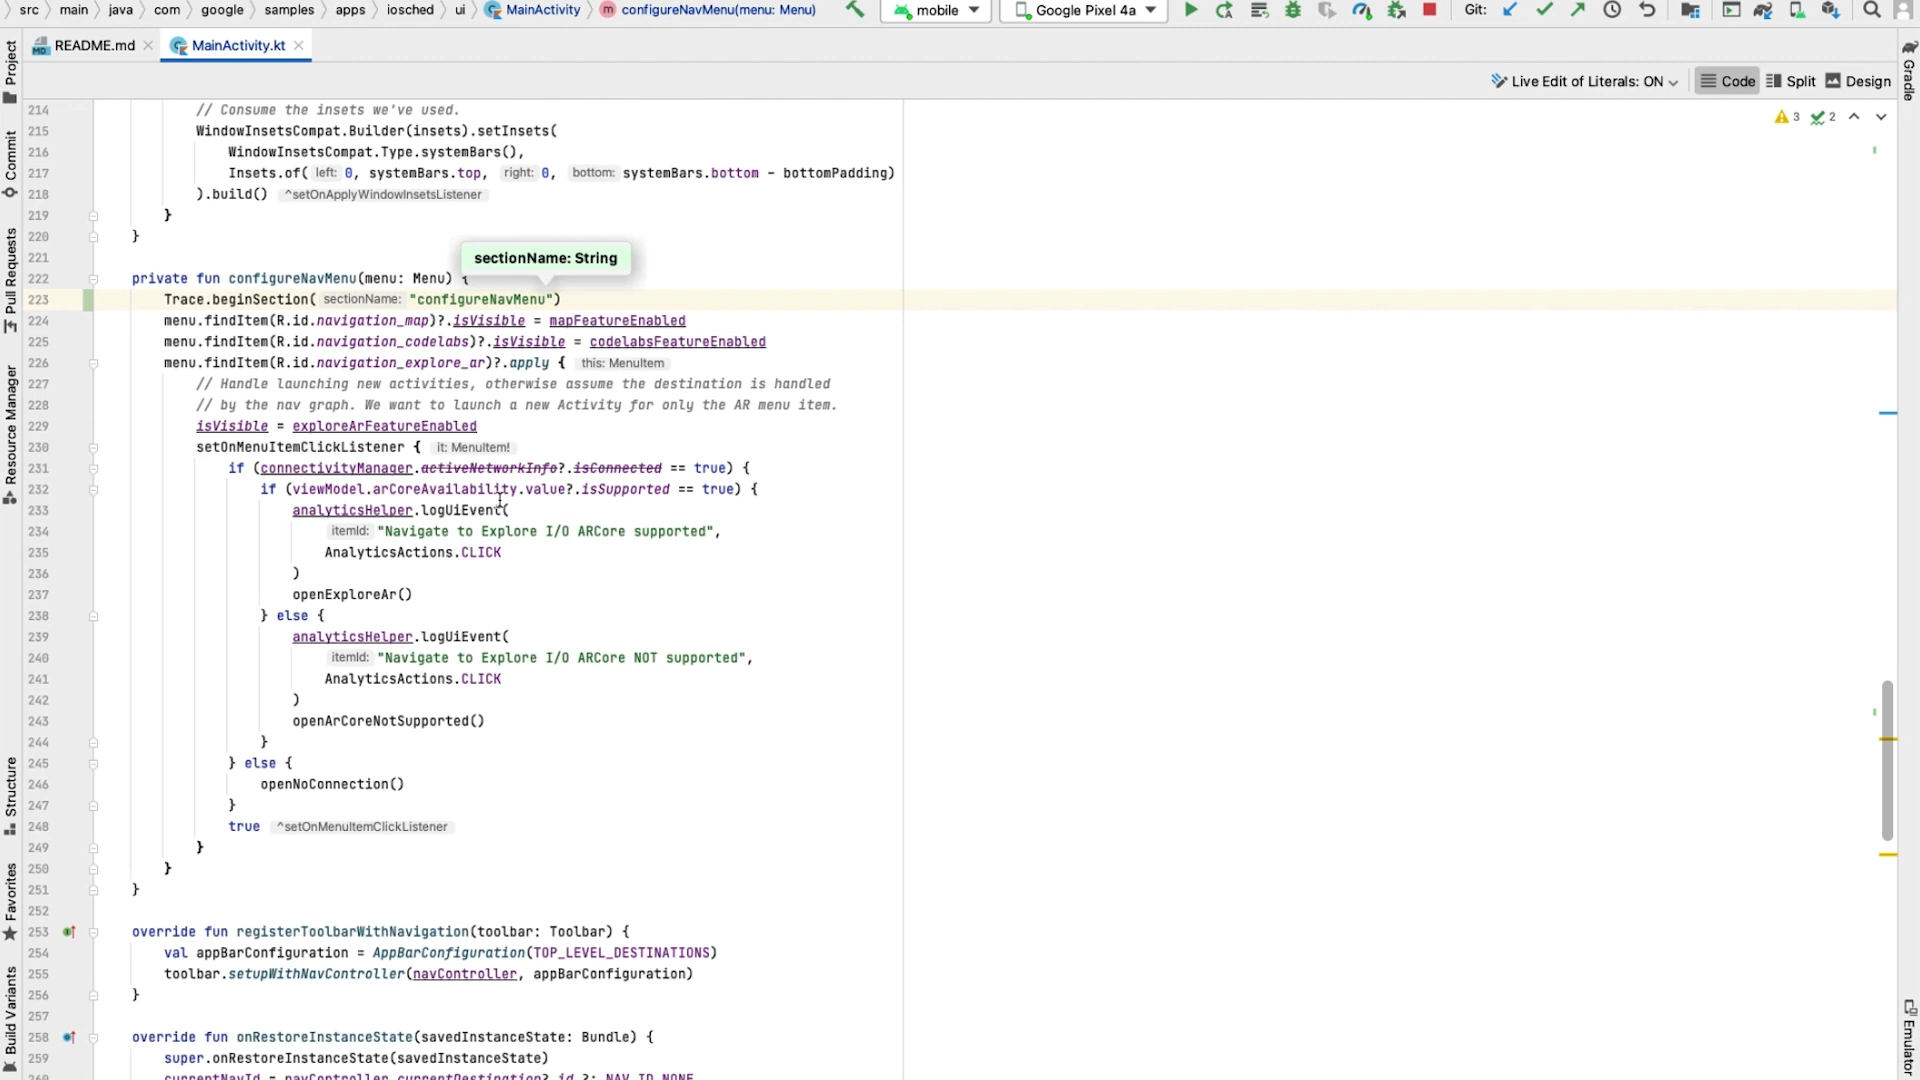 src main java com google samples apps iosched ui MainActivity configureNavMenu(menu: Menu) mobile Google Pixel 4a Git:
README.md MainActivity.kt
Live Edit of Literals: ON Code Split Design
3 2
Project
Commit
Pull Requests
Resource Manager
Structure
Favorites
Build Variants
214 // Consume the insets we've used.
215 WindowInsetsCompat.Builder(insets).setInsets(
216 WindowInsetsCompat.Type.systemBars(),
217 Insets.of( left: 0, systemBars.top, right: 0, bottom: systemBars.bottom - bottomPadding)
218 ).build() ^setOnApplyWindowInsetsListener
219 }
220 }
221
sectionName: String
222 private fun configureNavMenu(menu: Menu) {
223 Trace.beginSection( sectionName: "configureNavMenu")
224 menu.findItem(R.id.navigation_map)?.isVisible = mapFeatureEnabled
225 menu.findItem(R.id.navigation_codelabs)?.isVisible = codelabsFeatureEnabled
226 menu.findItem(R.id.navigation_explore_ar)?.apply { this: MenuItem
227 // Handle launching new activities, otherwise assume the destination is handled
228 // by the nav graph. We want to launch a new Activity for only the AR menu item.
229 isVisible = exploreArFeatureEnabled
230 setOnMenuItemClickListener { it: MenuItem!
231 if (connectivityManager.activeNetworkInfo?.isConnected == true) {
232 if (viewModel.arCoreAvailability.value?.isSupported == true) {
233 analyticsHelper.logUiEvent(
234 itemId: "Navigate to Explore I/O ARCore supported",
235 AnalyticsActions.CLICK
236 )
237 openExploreAr()
238 } else {
239 analyticsHelper.logUiEvent(
240 itemId: "Navigate to Explore I/O ARCore NOT supported",
241 AnalyticsActions.CLICK
242 )
243 openArCoreNotSupported()
244 }
245 } else {
246 openNoConnection()
247 }
248 true ^setOnMenuItemClickListener
249 }
250 }
251 }
252
253 override fun registerToolbarWithNavigation(toolbar: Toolbar) {
254 val appBarConfiguration = AppBarConfiguration(TOP_LEVEL_DESTINATIONS)
255 toolbar.setupWithNavController(navController, appBarConfiguration)
256 }
257
258 override fun onRestoreInstanceState(savedInstanceState: Bundle) {
259 super.onRestoreInstanceState(savedInstanceState)
260 currentNavId = navController.currentDestination?.id ?: NAV_ID_NONE
Gradle
Emulator